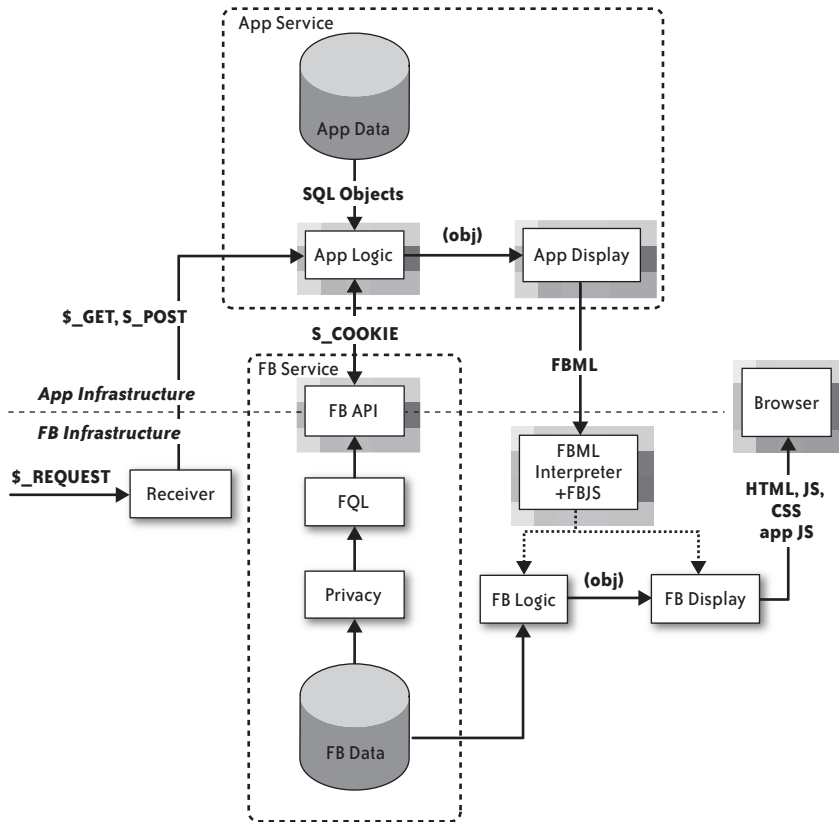 App Service
App Data
SQL Objects
App Logic
(obj)
App Display
$_GET, S_POST
S_COOKIE
FBML
FB Service
App Infrastructure
FB Infrastructure
FB API
Browser
$_REQUEST
Receiver
FQL
FBML
Interpreter
+FBJS
HTML, JS,
CSS
app JS
Privacy
FB Logic
(obj)
FB Display
FB Data